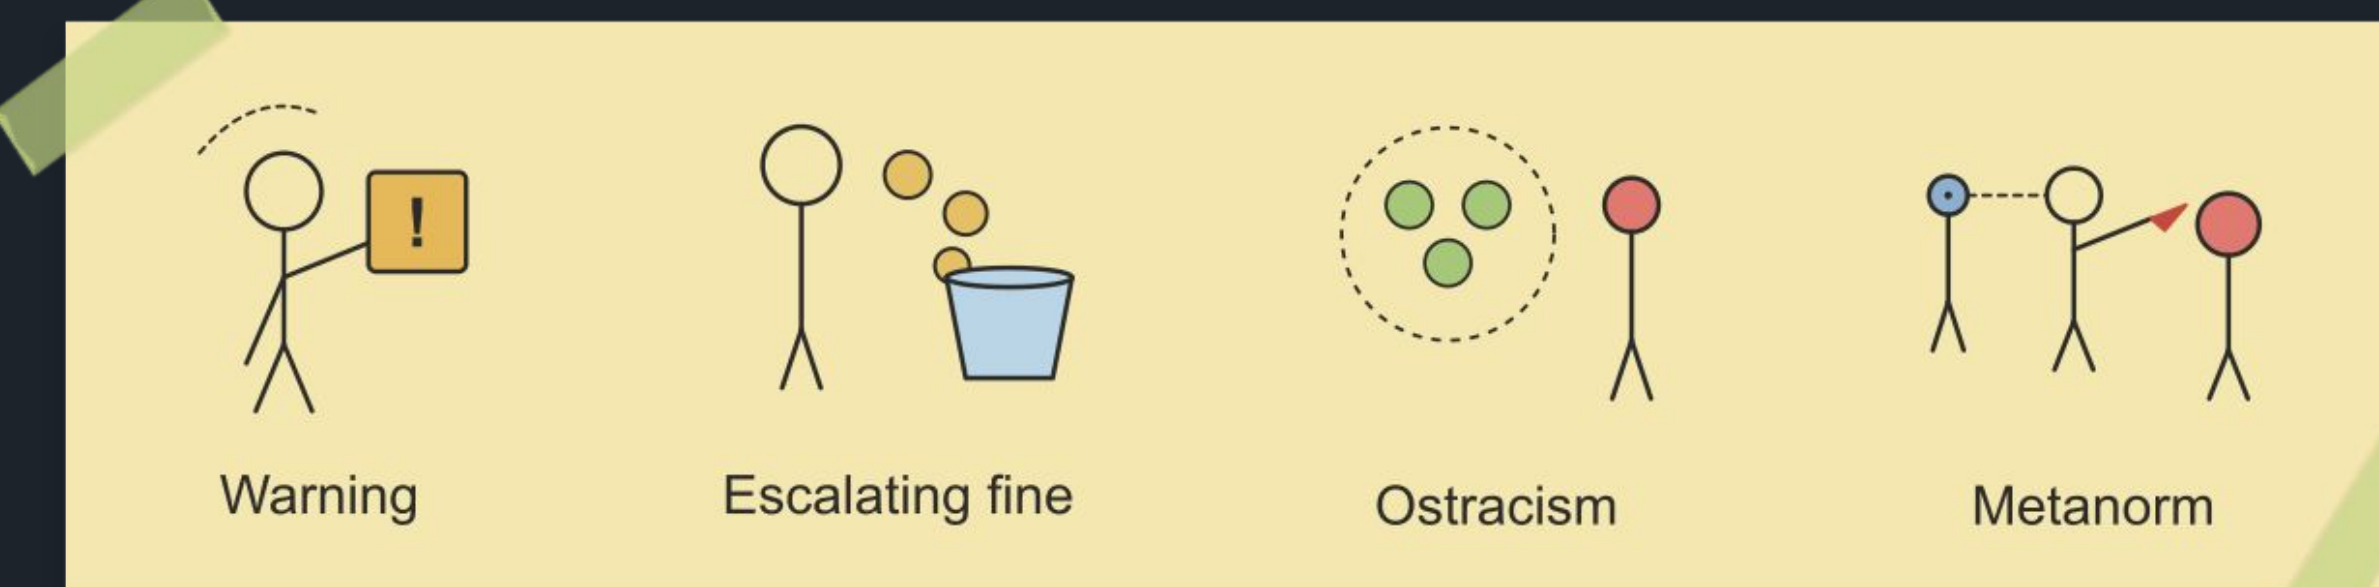 !
Warning
Escalating fine
Ostracism
Metanorm